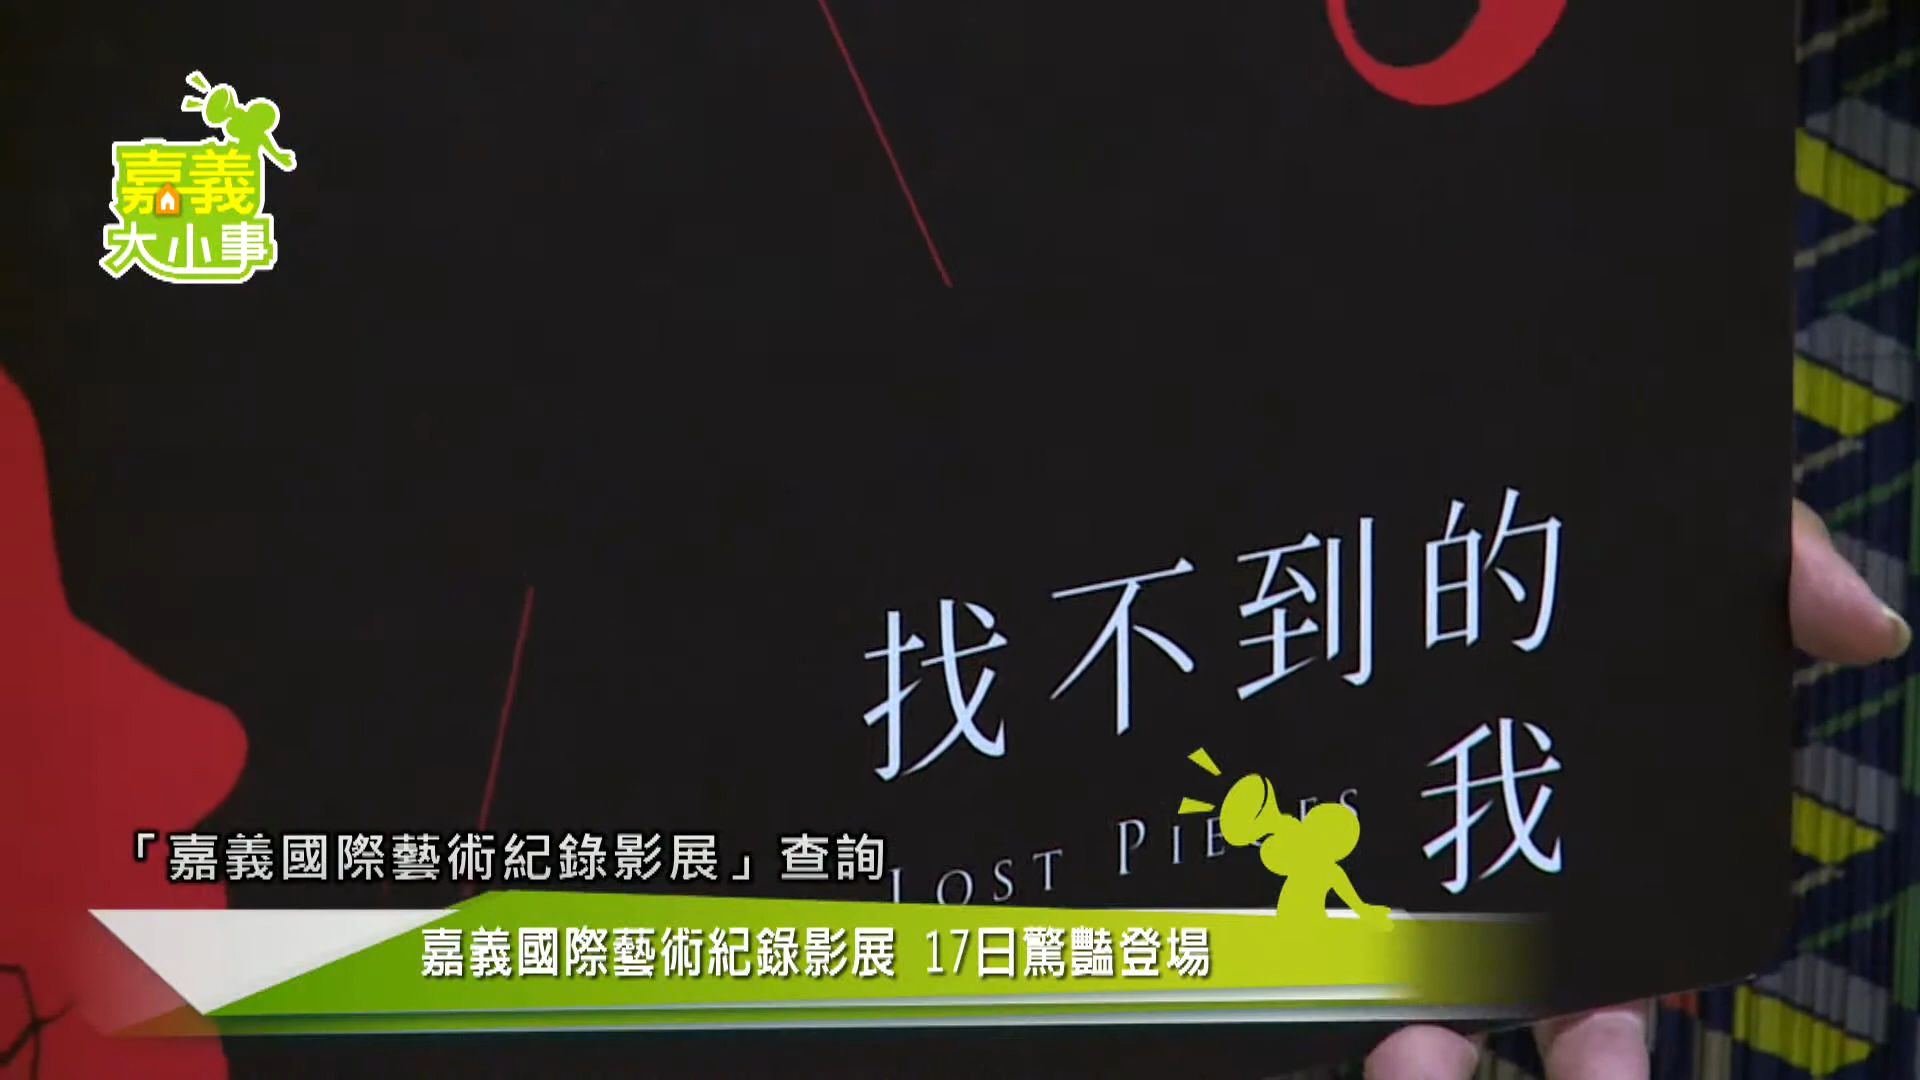 嘉義
大小事
找不到的
我
LOST PIECES
「嘉義國際藝術紀錄影展」查詢
嘉義國際藝術紀錄影展 17日驚豔登場